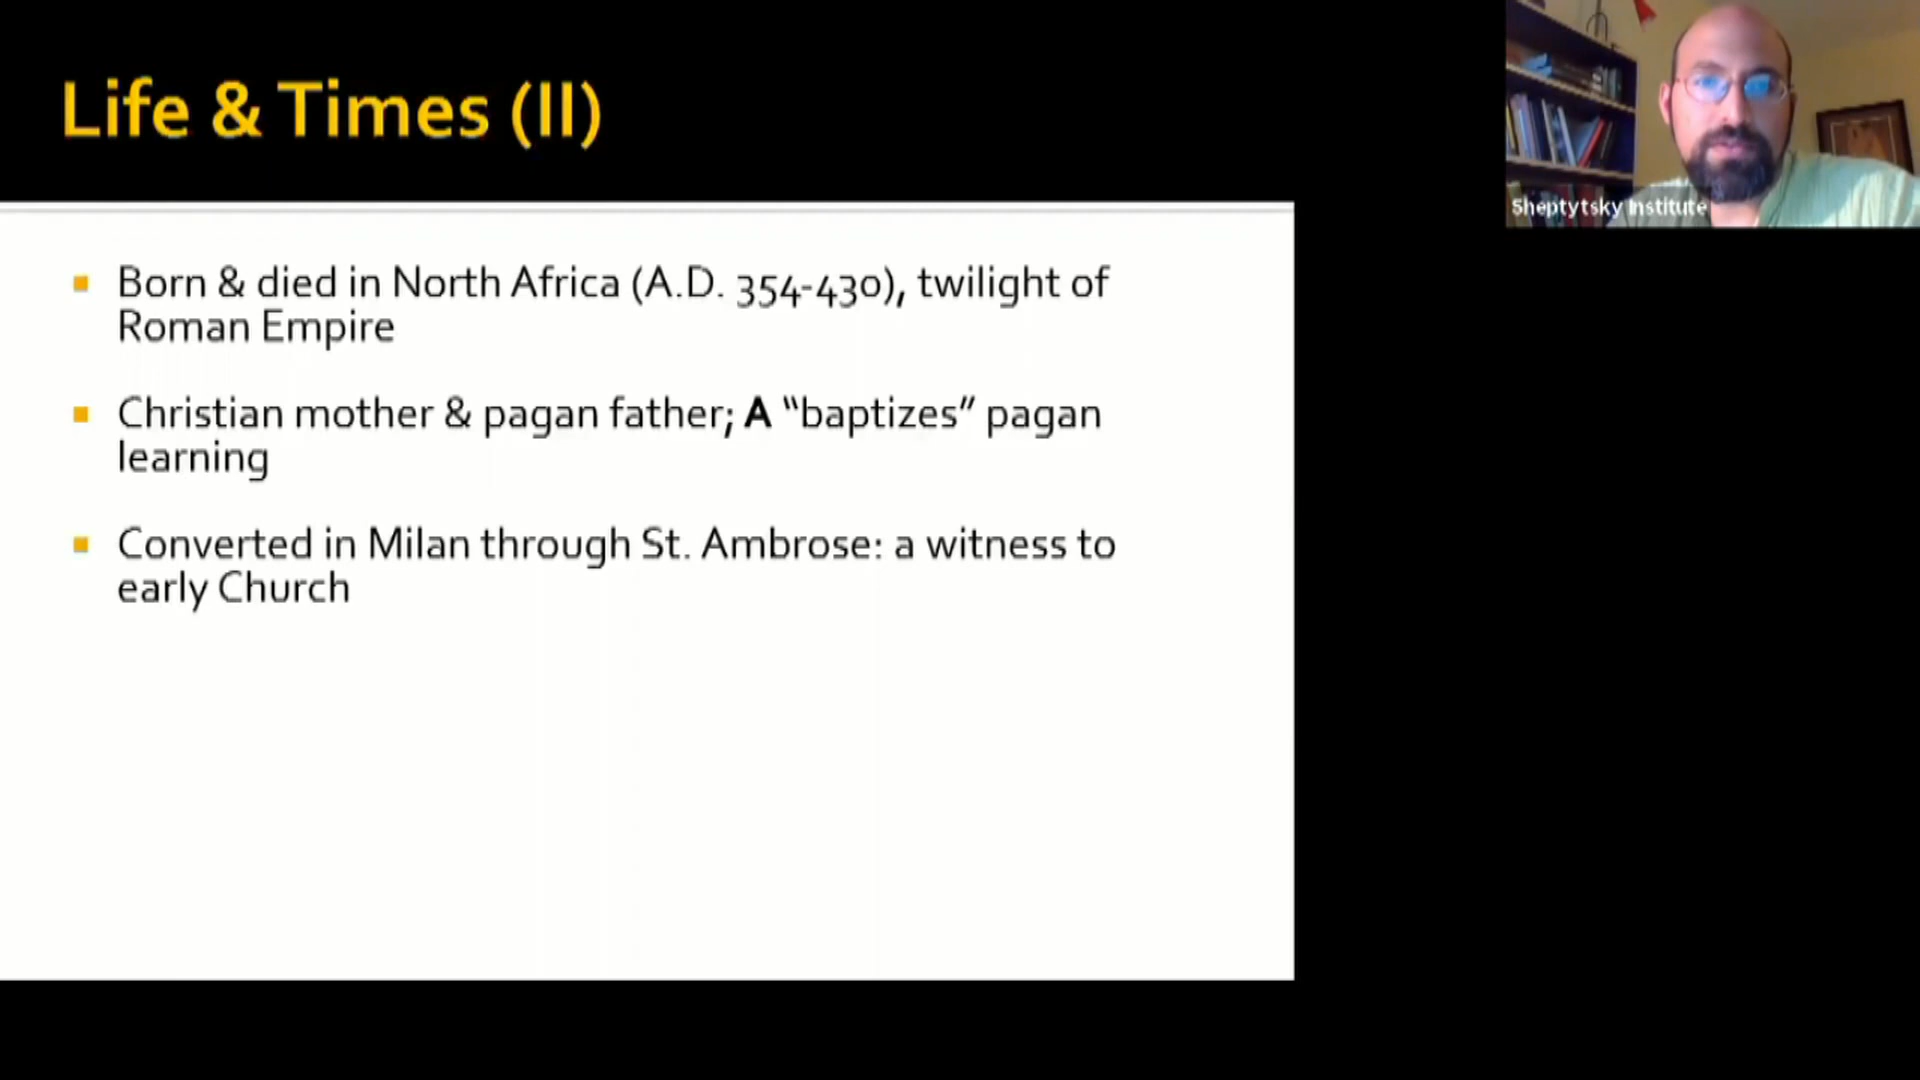 Life & Times (II)
Sheptytsky Institute
Born & died in North Africa (A.D. 354-430), twilight of
Roman Empire
Christian mother & pagan father; A “baptizes” pagan
learning
Converted in Milan through St. Ambrose: a witness to
early Church